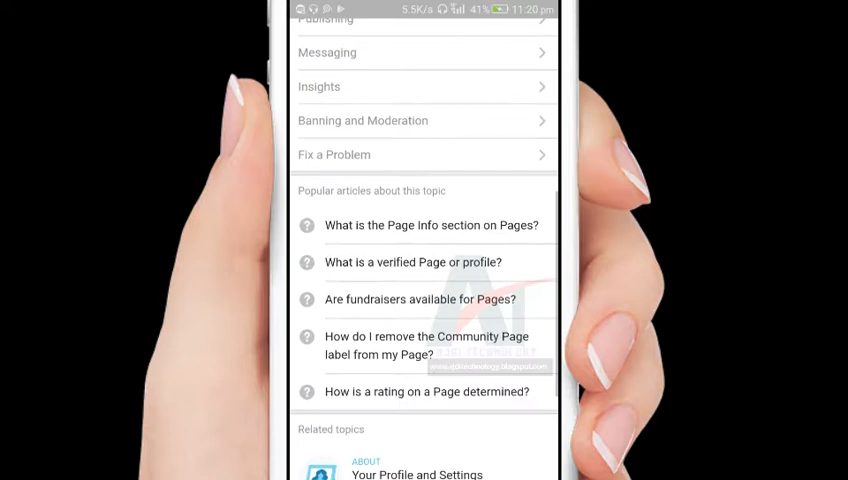 5.5K/s 41% 11:20 pm
Publishing
Messaging
Insights
Banning and Moderation
Fix a Problem
Popular articles about this topic
What is the Page Info section on Pages?
What is a verified Page or profile?
Are fundraisers available for Pages?
How do I remove the Community Page
label from my Page?
How is a rating on a Page determined?
Related topics
ABOUT
Your Profile and Settings